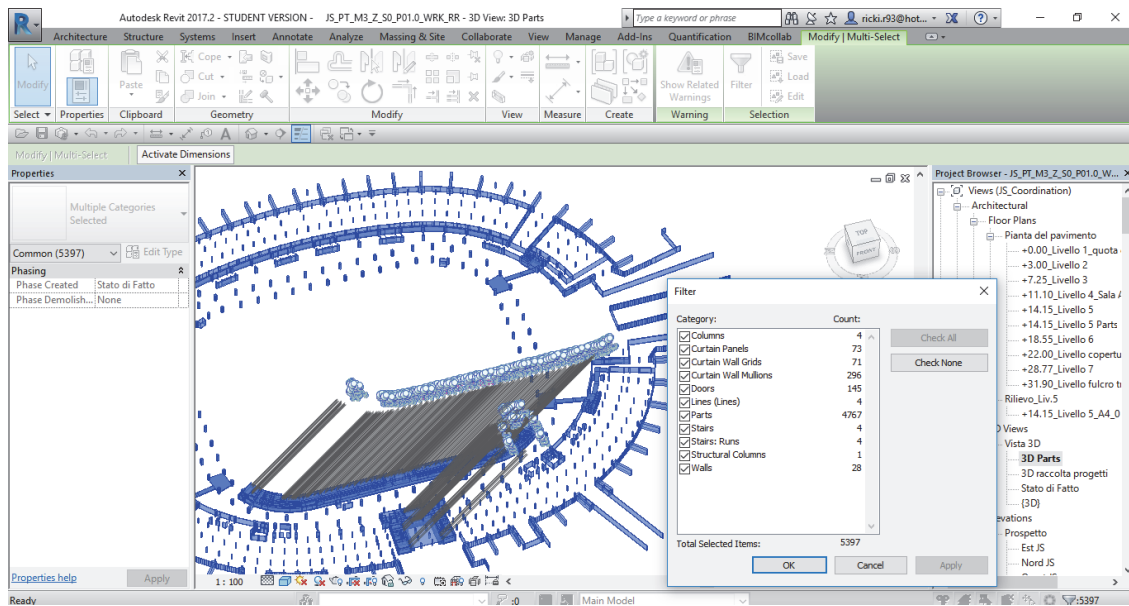 Autodesk Revit 2017.2 - STUDENT VERSION - JS_PT_M3_Z_S0_P01.0_WRK_RR - 3D View: 3D Parts
Type a keyword or phrase
ricki.r93@hot...
Architecture Structure Systems Insert Annotate Analyze Massing & Site Collaborate View Manage Add-Ins Quantification BIMcollab Modify | Multi-Select
Modify
Paste
Cope
Cut
Join
Show Related
Warnings
Filter
Save
Load
Edit
Select Properties Clipboard Geometry Modify View Measure Create Warning Selection
Modify | Multi-Select
Activate Dimensions
Properties
Multiple Categories
Selected
Common (5397)
Edit Type
Phasing
Phase Created Stato di Fatto
Phase Demolish... None
Properties help
Apply
TOP
FRONT
Filter
Category: Count:
Columns 4
Curtain Panels 73
Curtain Wall Grids 71
Curtain Wall Mullions 296
Doors 145
Lines (Lines) 4
Parts 4767
Stairs 4
Stairs: Runs 4
Structural Columns 1
Walls 28
Total Selected Items: 5397
Check All
Check None
OK
Cancel
Apply
Project Browser - JS_PT_M3_Z_S0_P01.0_W...
Views (JS_Coordination)
Architectural
Floor Plans
Pianta del pavimento
+0.00_Livello 1_quota
+3.00_Livello 2
+7.25_Livello 3
+11.10_Livello 4_Sala
+14.15_Livello 5
+14.15_Livello 5 Parts
+18.55_Livello 6
+22.00_Livello copertu
+28.77_Livello 7
+31.90_Livello fulcro
Rilievo_Liv.5
+14.15_Livello 5_A4_0
Views
Vista 3D
3D Parts
3D raccolta progetti
Stato di Fatto
{3D}
evations
Prospetto
Est JS
Nord JS
1 : 100
Ready
:0
Main Model
:5397